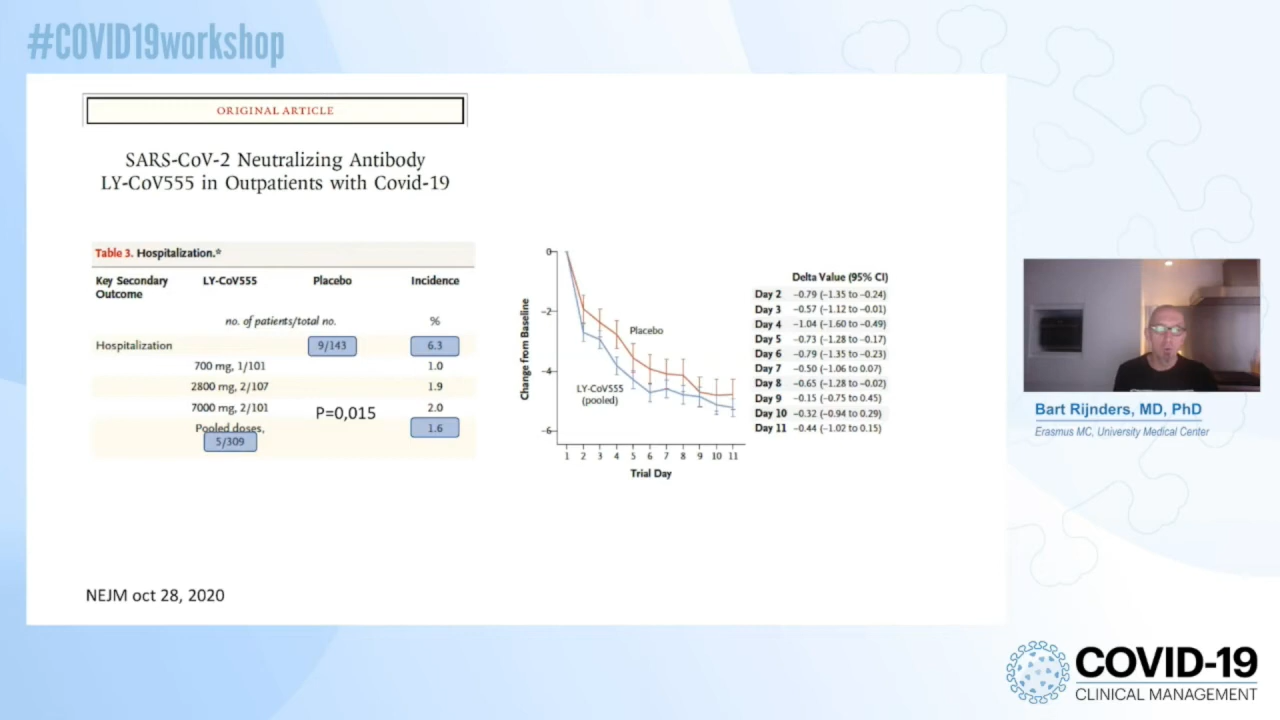 #COVID19workshop
ORIGINAL ARTICLE
SARS-CoV-2 Neutralizing Antibody
LY-CoV555 in Outpatients with Covid-19
Table 3. Hospitalization.*
Key Secondary Outcome LY-CoV555 Placebo Incidence
no. of patients/total no. %
Hospitalization 9/143 6.3
700 mg, 1/101 1.0
2800 mg, 2/107 1.9
7000 mg, 2/101 2.0
P=0,015
Pooled doses, 1.6
5/309
Change from Baseline
0
-2
-4
-6
Placebo
LY-CoV555
(pooled)
1 2 3 4 5 6 7 8 9 10 11
Trial Day
Delta Value (95% CI)
Day 2 −0.79 (−1.35 to −0.24)
Day 3 −0.57 (−1.12 to −0.01)
Day 4 −1.04 (−1.60 to −0.49)
Day 5 −0.73 (−1.28 to −0.17)
Day 6 −0.79 (−1.35 to −0.23)
Day 7 −0.50 (−1.06 to 0.07)
Day 8 −0.65 (−1.28 to −0.02)
Day 9 −0.15 (−0.75 to 0.45)
Day 10 −0.32 (−0.94 to 0.29)
Day 11 −0.44 (−1.02 to 0.15)
NEJM oct 28, 2020
Bart Rijnders, MD, PhD
Erasmus MC, University Medical Center
COVID-19
CLINICAL MANAGEMENT